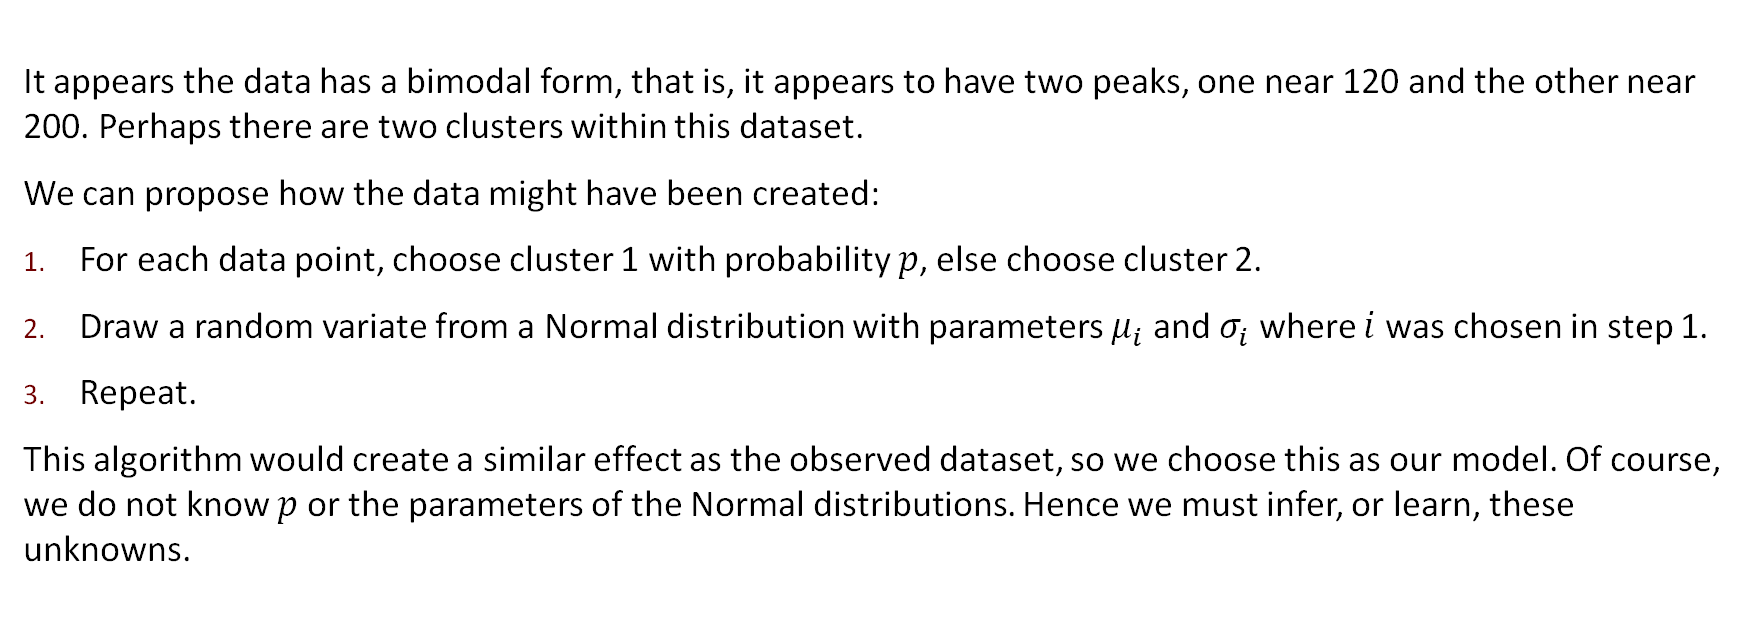 It appears the data has a bimodal form, that is, it appears to have two peaks, one near 120 and the other near
200. Perhaps there are two clusters within this dataset.
We can propose how the data might have been created:
1. For each data point, choose cluster 1 with probability p, else choose cluster 2.
2. Draw a random variate from a Normal distribution with parameters μᵢ and σᵢ where i was chosen in step 1.
3. Repeat.
This algorithm would create a similar effect as the observed dataset, so we choose this as our model. Of course,
we do not know p or the parameters of the Normal distributions. Hence we must infer, or learn, these
unknowns.